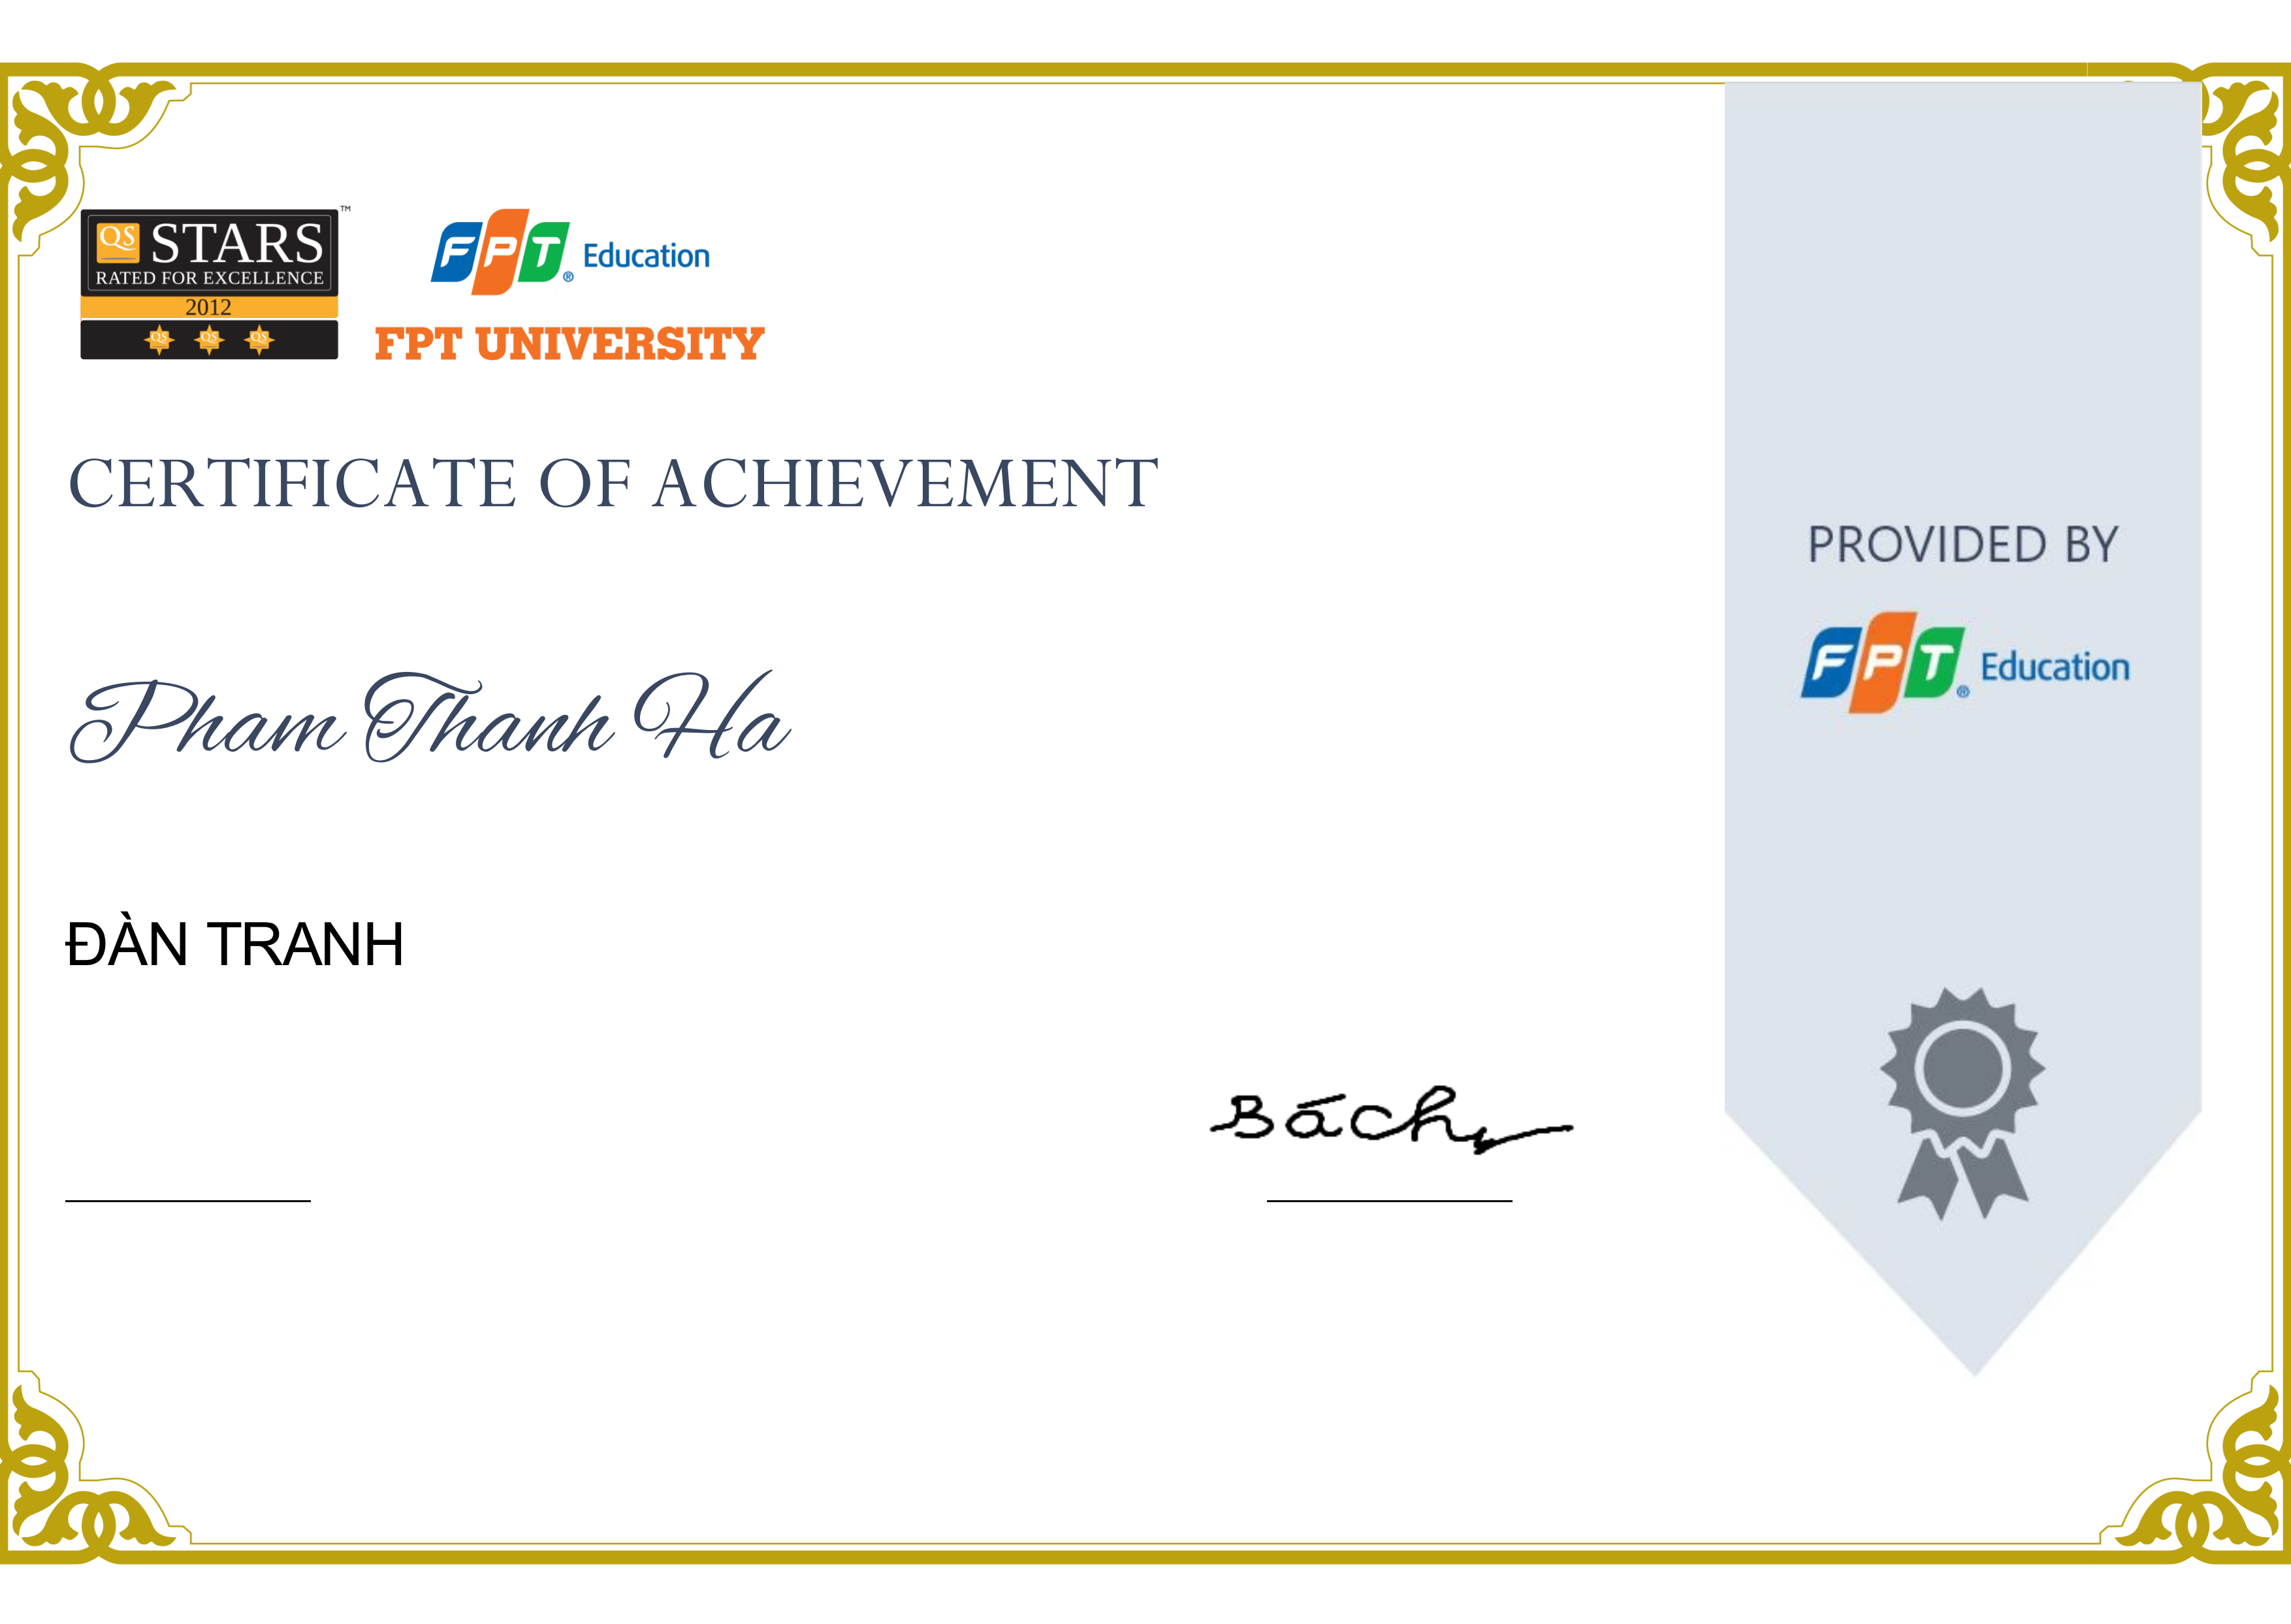 QS STARS™
RATED FOR EXCELLENCE
2012
QS QS QS
FPT® Education
FPT UNIVERSITY
CERTIFICATE OF ACHIEVEMENT
Pham Thanh Ha
ĐÀN TRANH
Bách
PROVIDED BY
FPT® Education